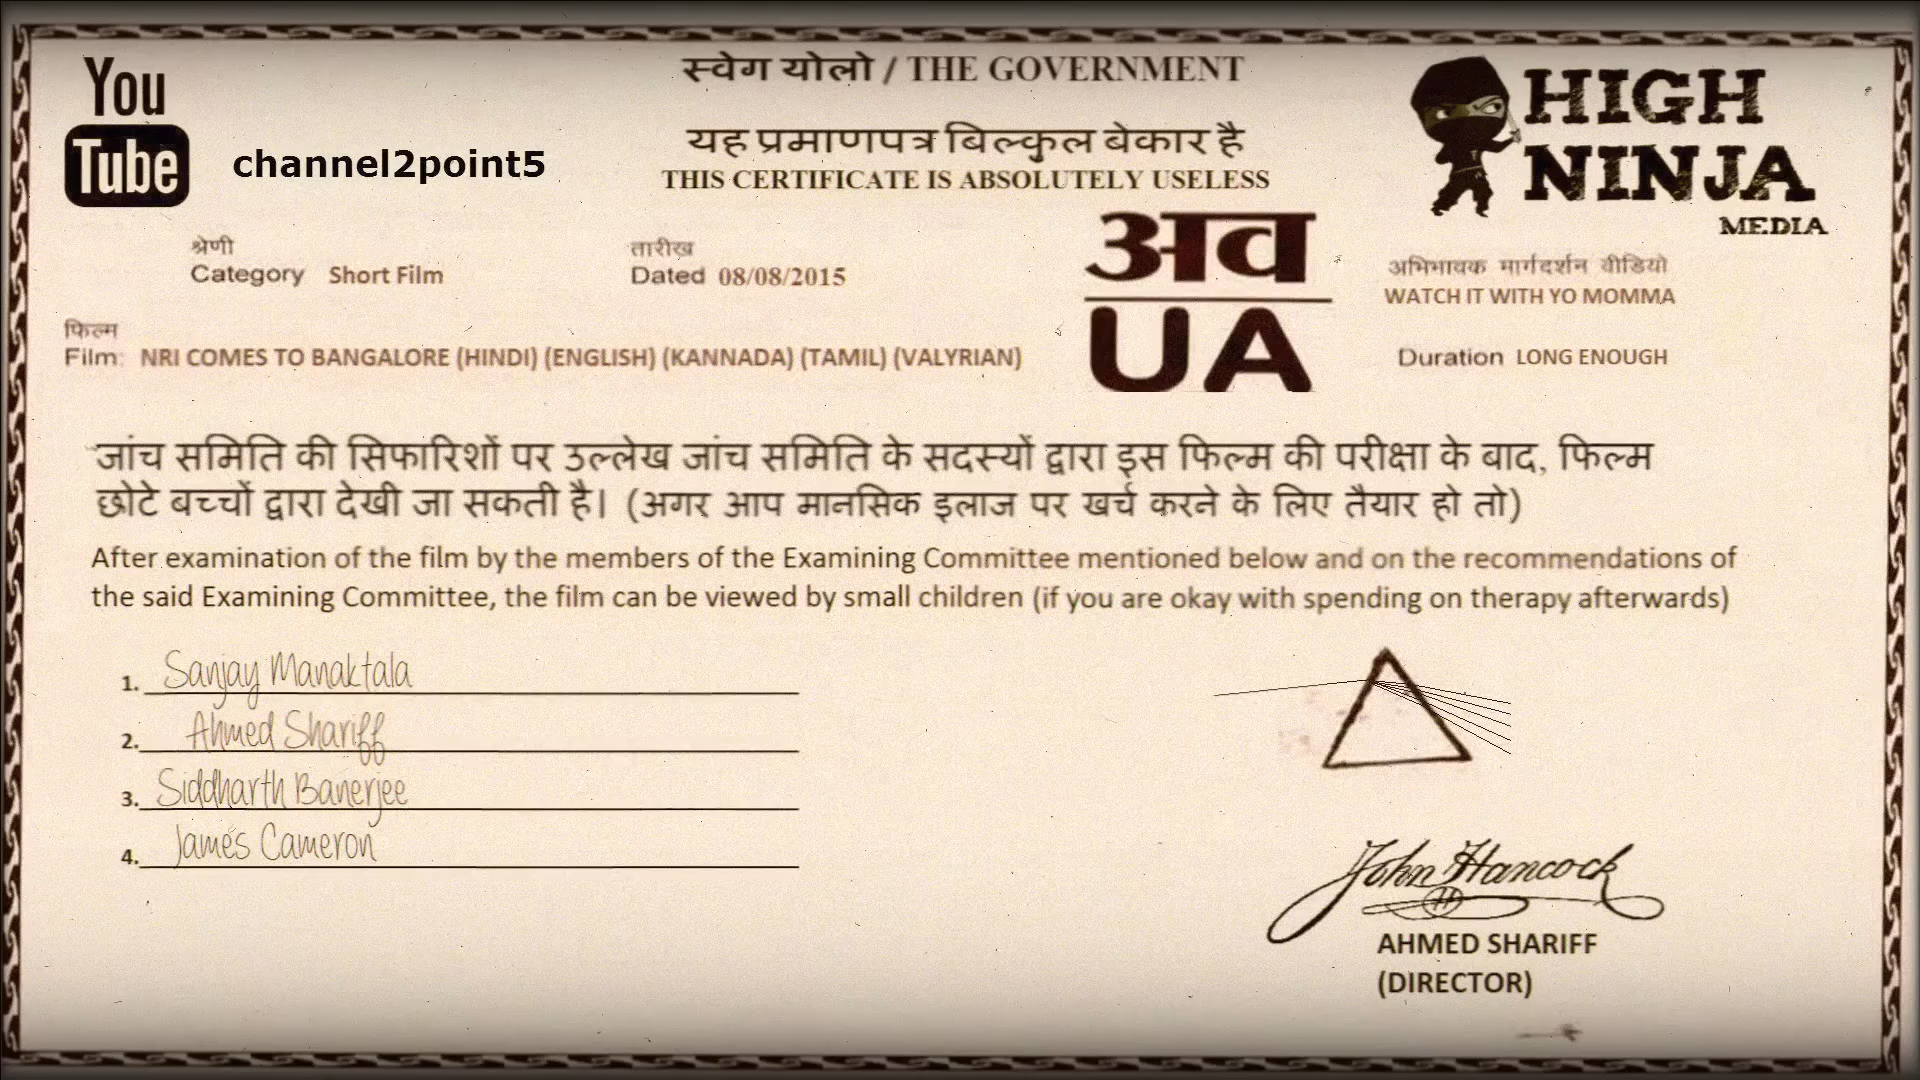 You
Tube
channel2point5
स्वेग योलो / THE GOVERNMENT
यह प्रमाणपत्र बिल्कुल बेकार है
THIS CERTIFICATE IS ABSOLUTELY USELESS
HIGH
NINJA
MEDIA
श्रेणी
Category Short Film
तारीख़
Dated 08/08/2015
अव
UA
अभिभावक मार्गदर्शन वीडियो
WATCH IT WITH YO MOMMA
फिल्म
Film: NRI COMES TO BANGALORE (HINDI) (ENGLISH) (KANNADA) (TAMIL) (VALYRIAN)
Duration LONG ENOUGH
जांच समिति की सिफारिशों पर उल्लेख जांच समिति के सदस्यों द्वारा इस फिल्म की परीक्षा के बाद, फिल्म
छोटे बच्चों द्वारा देखी जा सकती है। (अगर आप मानसिक इलाज पर खर्च करने के लिए तैयार हो तो)
After examination of the film by the members of the Examining Committee mentioned below and on the recommendations of
the said Examining Committee, the film can be viewed by small children (if you are okay with spending on therapy afterwards)
1. Sanjay Manaktala
2. Ahmed Shariff
3. Siddharth Banerjee
4. James Cameron
John Hancock
AHMED SHARIFF
(DIRECTOR)